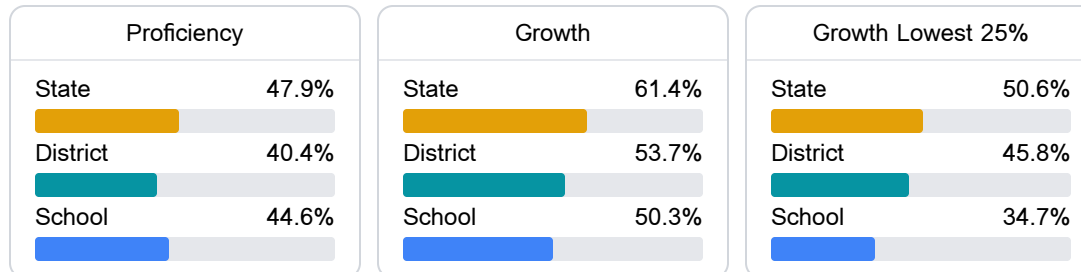 Proficiency
State 47.9%
District 40.4%
School 44.6%
Growth
State 61.4%
District 53.7%
School 50.3%
Growth Lowest 25%
State 50.6%
District 45.8%
School 34.7%